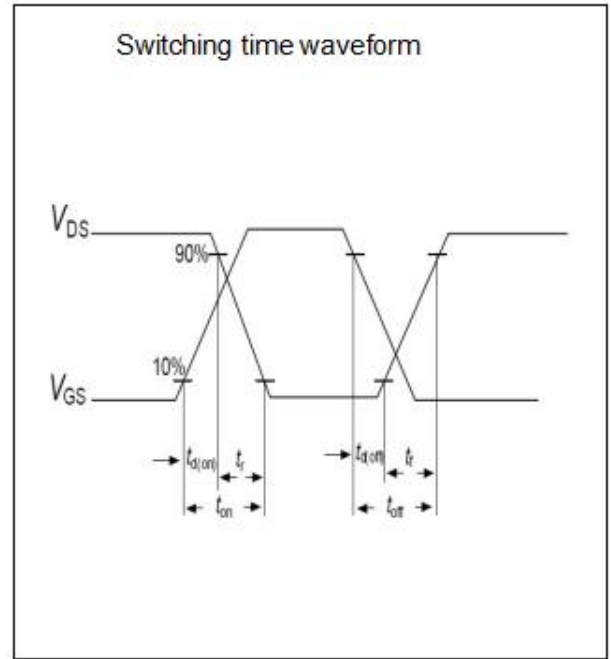 Switching time waveform
VDS
90%
10%
VGS
td(on) tr td(off) tf
ton toff